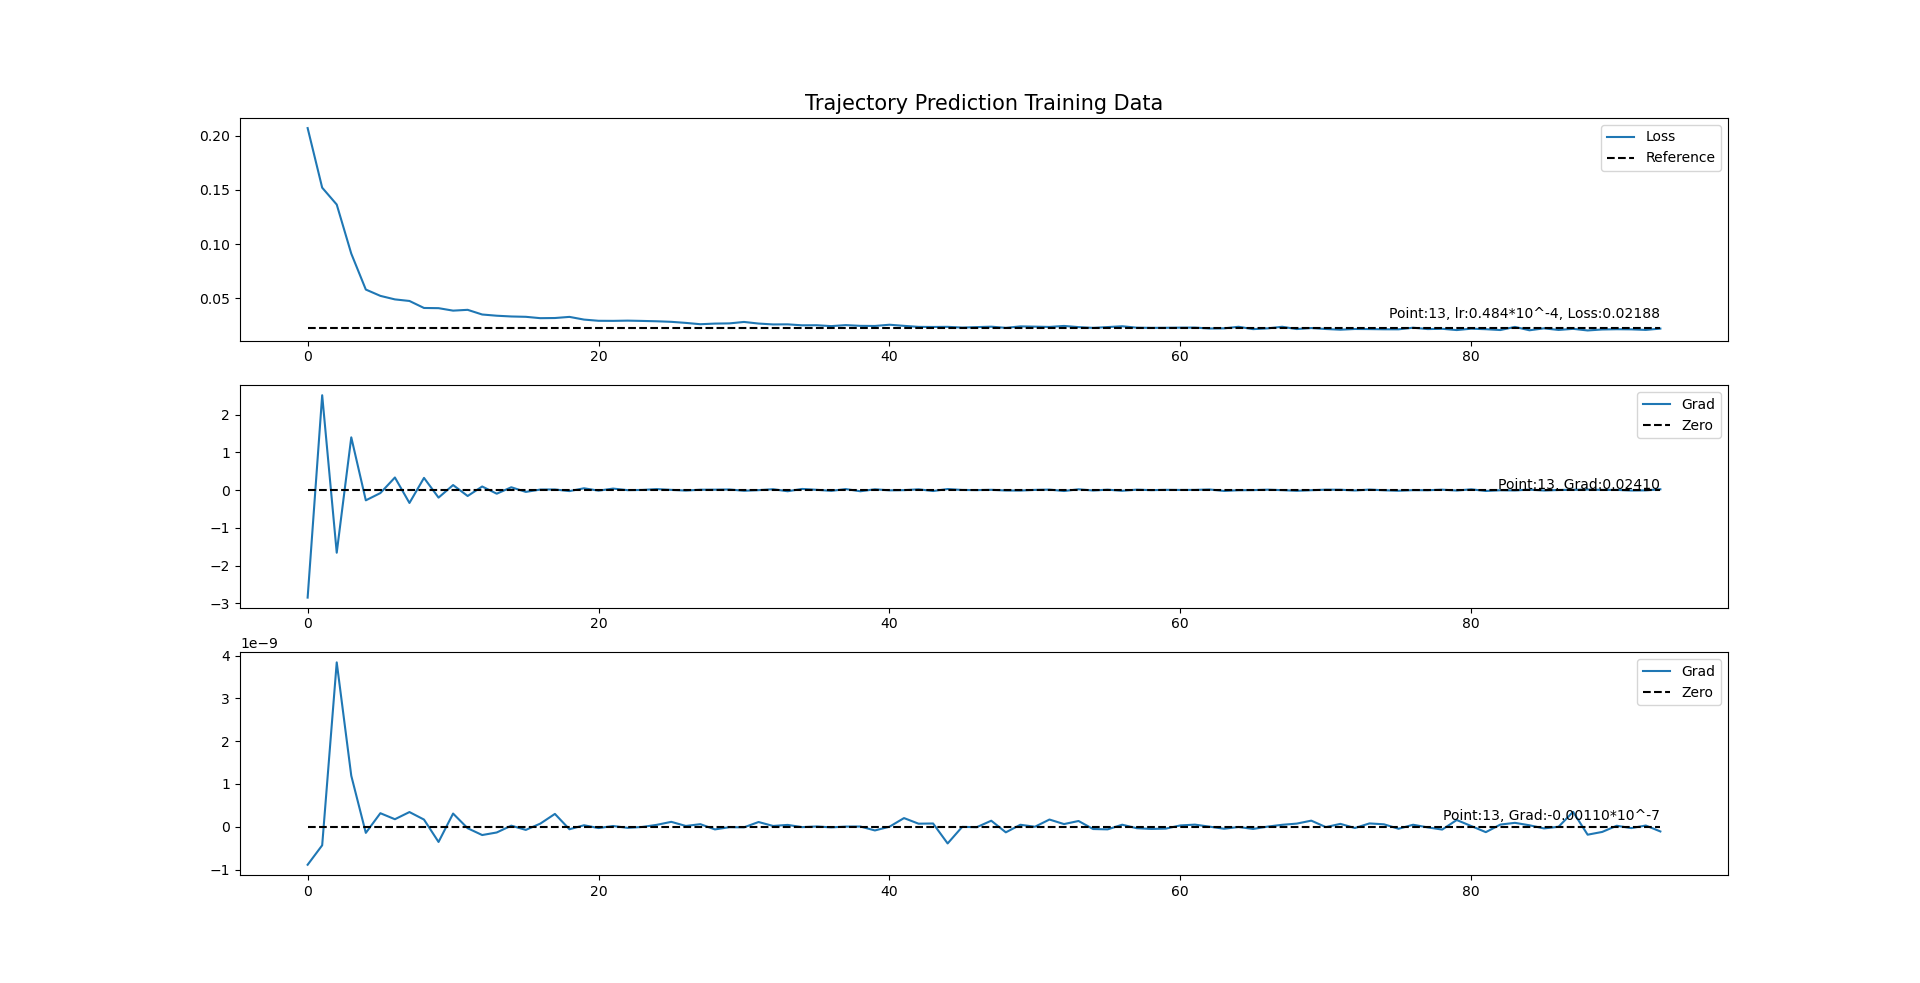 Trajectory Prediction Training Data
0.20
0.15
0.10
0.05
Loss
Reference
Point:13, lr:0.484*10^-4, Loss:0.02188
0 20 40 60 80
2
1
0
−1
−2
−3
Grad
Zero
Point:13, Grad:0.02410
0 20 40 60 80
1e−9
4
3
2
1
0
−1
Grad
Zero
Point:13, Grad:-0.00110*10^-7
0 20 40 60 80